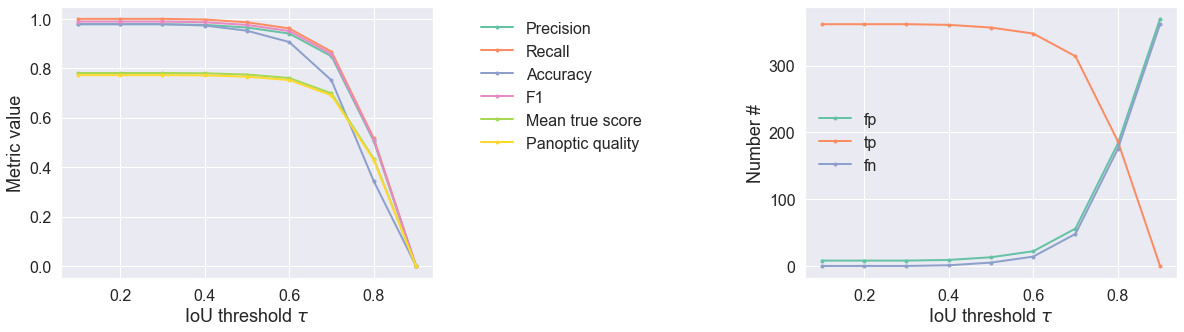 Metric value
1.0
0.8
0.6
0.4
0.2
0.0
0.2 0.4 0.6 0.8
IoU threshold τ
Precision
Recall
Accuracy
F1
Mean true score
Panoptic quality
Number #
300
200
100
0
fp
tp
fn
0.2 0.4 0.6 0.8
IoU threshold τ